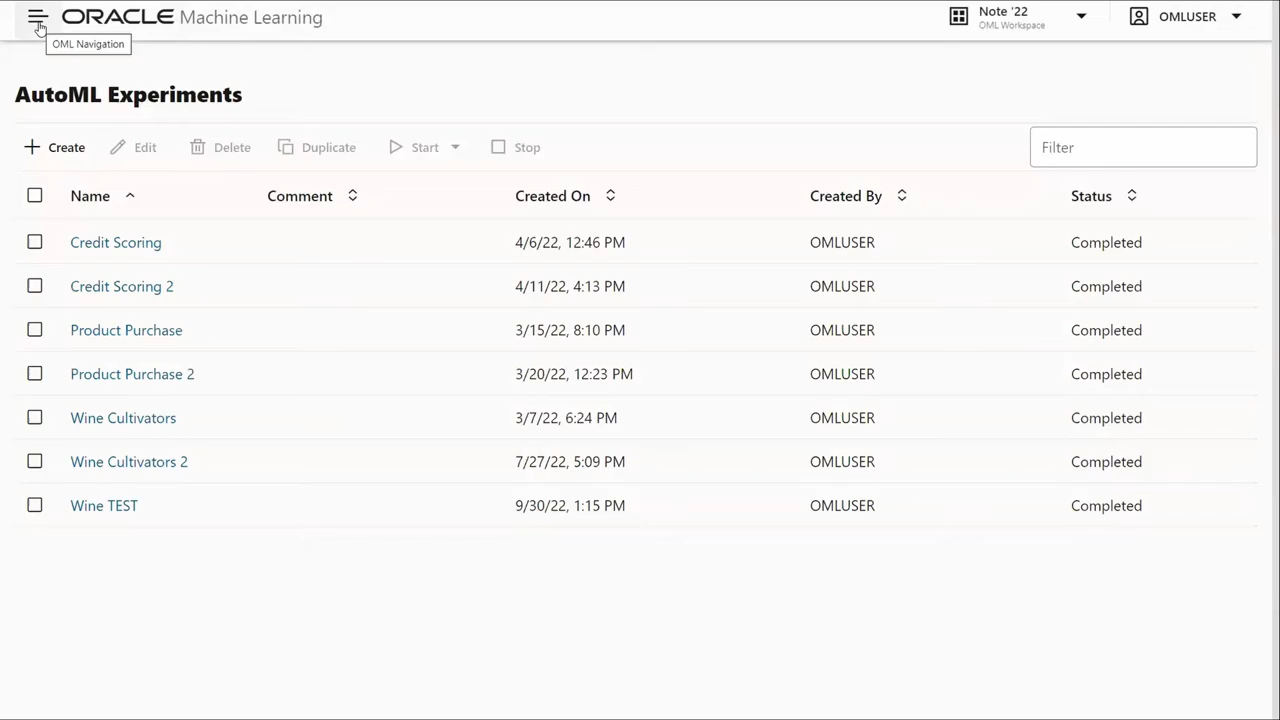 ORACLE Machine Learning
Note '22
OML Workspace
OMLUSER
OML Navigation
AutoML Experiments
Create Edit Delete Duplicate Start Stop Filter
Name Comment Created On Created By Status
Credit Scoring 4/6/22, 12:46 PM OMLUSER Completed
Credit Scoring 2 4/11/22, 4:13 PM OMLUSER Completed
Product Purchase 3/15/22, 8:10 PM OMLUSER Completed
Product Purchase 2 3/20/22, 12:23 PM OMLUSER Completed
Wine Cultivators 3/7/22, 6:24 PM OMLUSER Completed
Wine Cultivators 2 7/27/22, 5:09 PM OMLUSER Completed
Wine TEST 9/30/22, 1:15 PM OMLUSER Completed